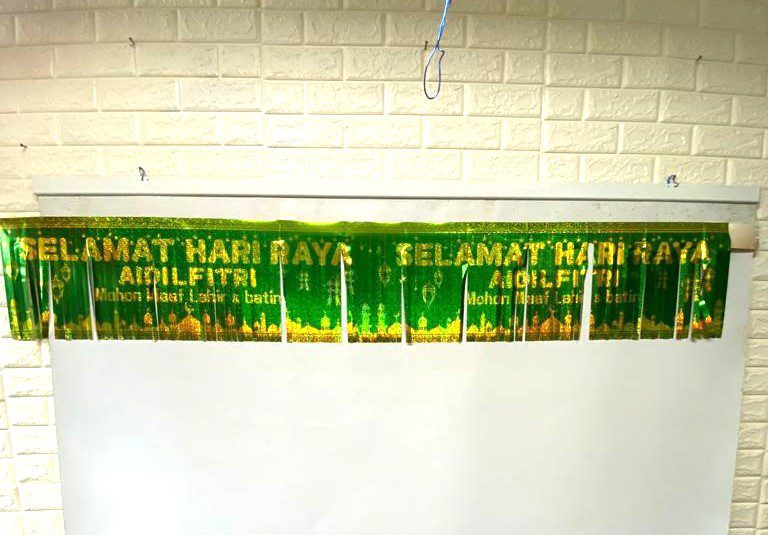 SELAMAT HARI RAYA
AIDILFITRI
Mohon Maaf Lahir & batin
SELAMAT HARI RAYA
AIDILFITRI
Mohon Maaf Lahir & batin